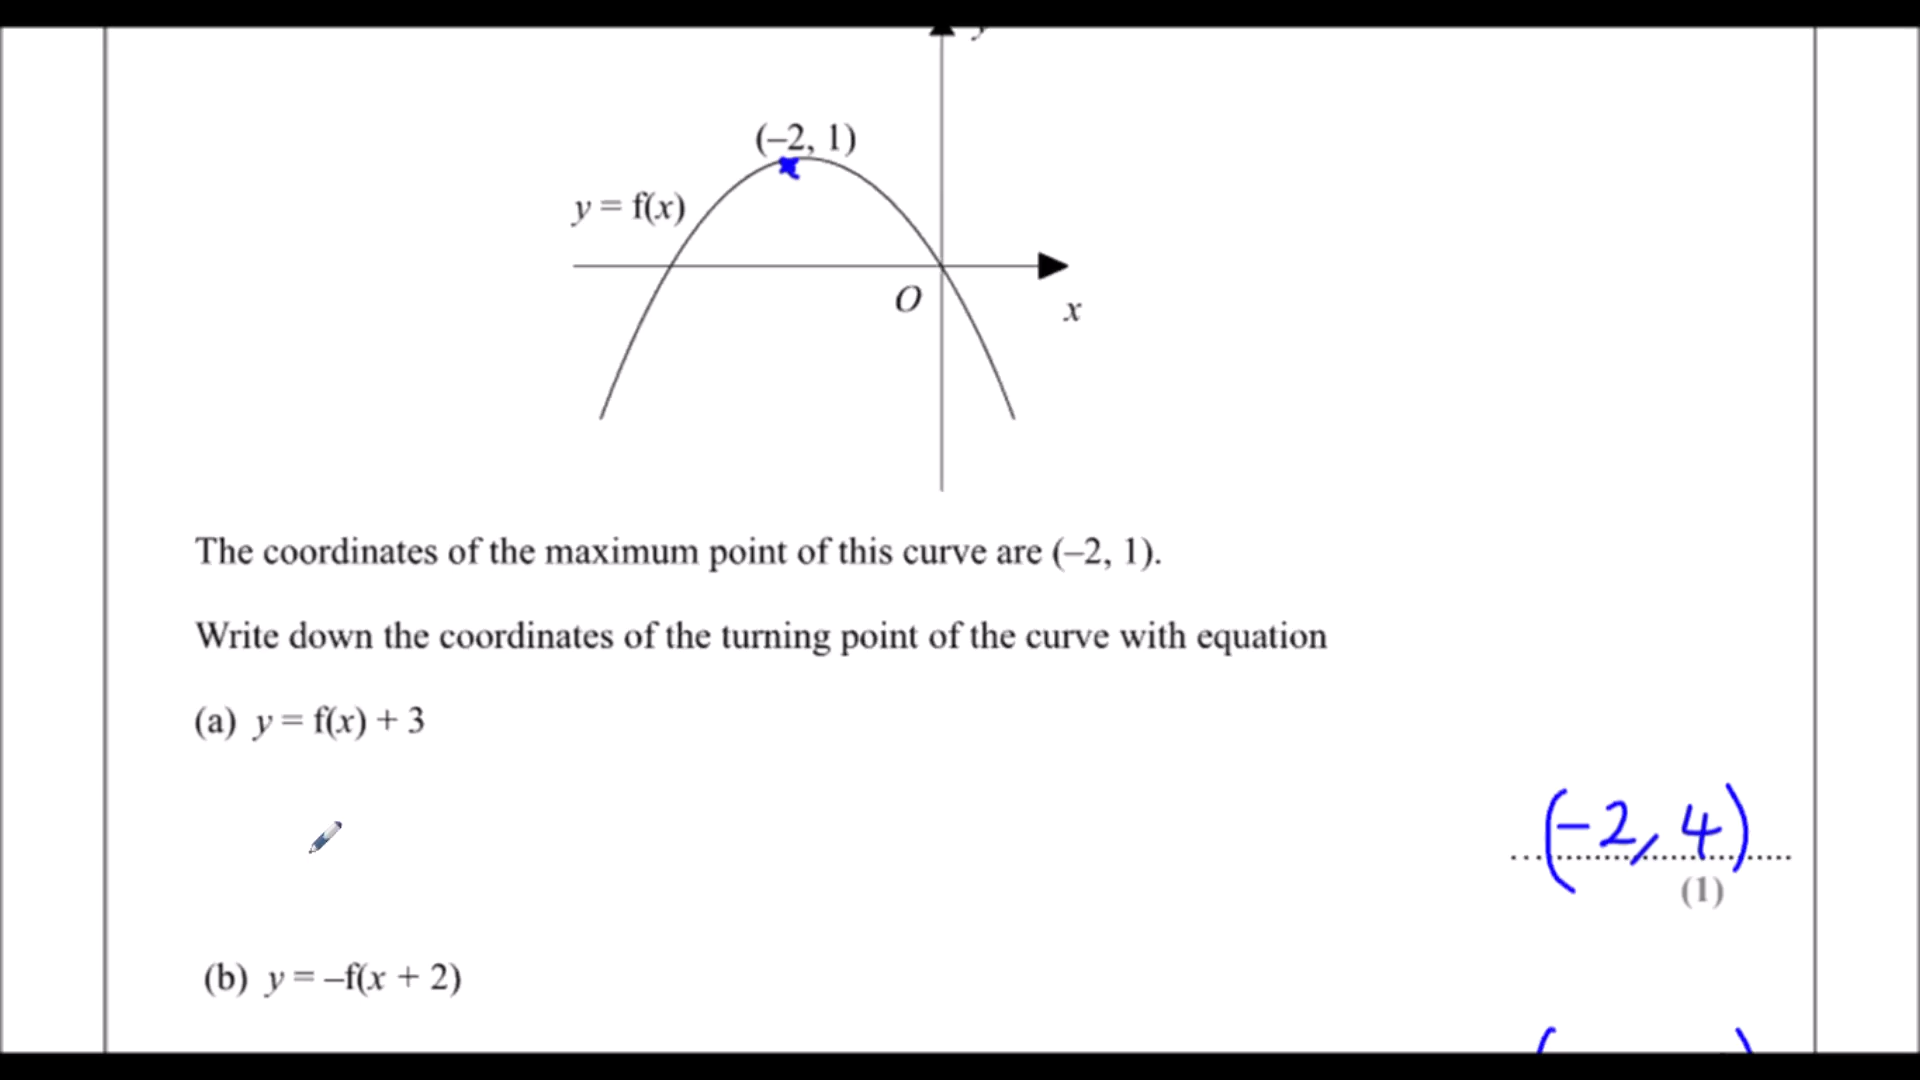 y
(–2, 1)
y = f(x)
O
x
The coordinates of the maximum point of this curve are (–2, 1).
Write down the coordinates of the turning point of the curve with equation
(a) y = f(x) + 3
(-2, 4)
(1)
(b) y = –f(x + 2)